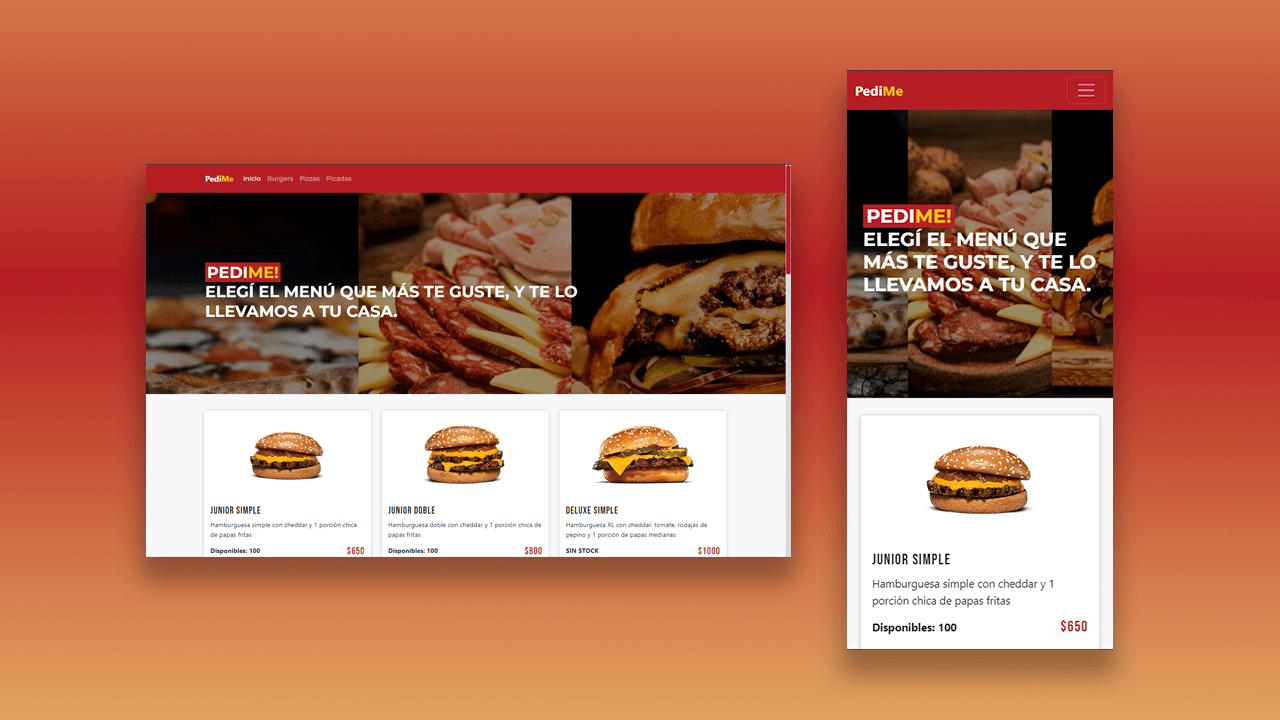 PediMe Inicio Burgers Pizzas Picadas
PEDIME!
ELEGÍ EL MENÚ QUE MÁS TE GUSTE, Y TE LO
LLEVAMOS A TU CASA.
JUNIOR SIMPLE
Hamburguesa simple con cheddar y 1 porción chica
de papas fritas
Disponibles: 100 $650
JUNIOR DOBLE
Hamburguesa doble con cheddar y 1 porción chica de
papas fritas
Disponibles: 100 $800
DELUXE SIMPLE
Hamburguesa XL con cheddar, tomate, rodajas de
pepino y 1 porción de papas medianas
SIN STOCK $1000
PediMe
PEDIME!
ELEGÍ EL MENÚ QUE
MÁS TE GUSTE, Y TE LO
LLEVAMOS A TU CASA.
JUNIOR SIMPLE
Hamburguesa simple con cheddar y 1
porción chica de papas fritas
Disponibles: 100 $650